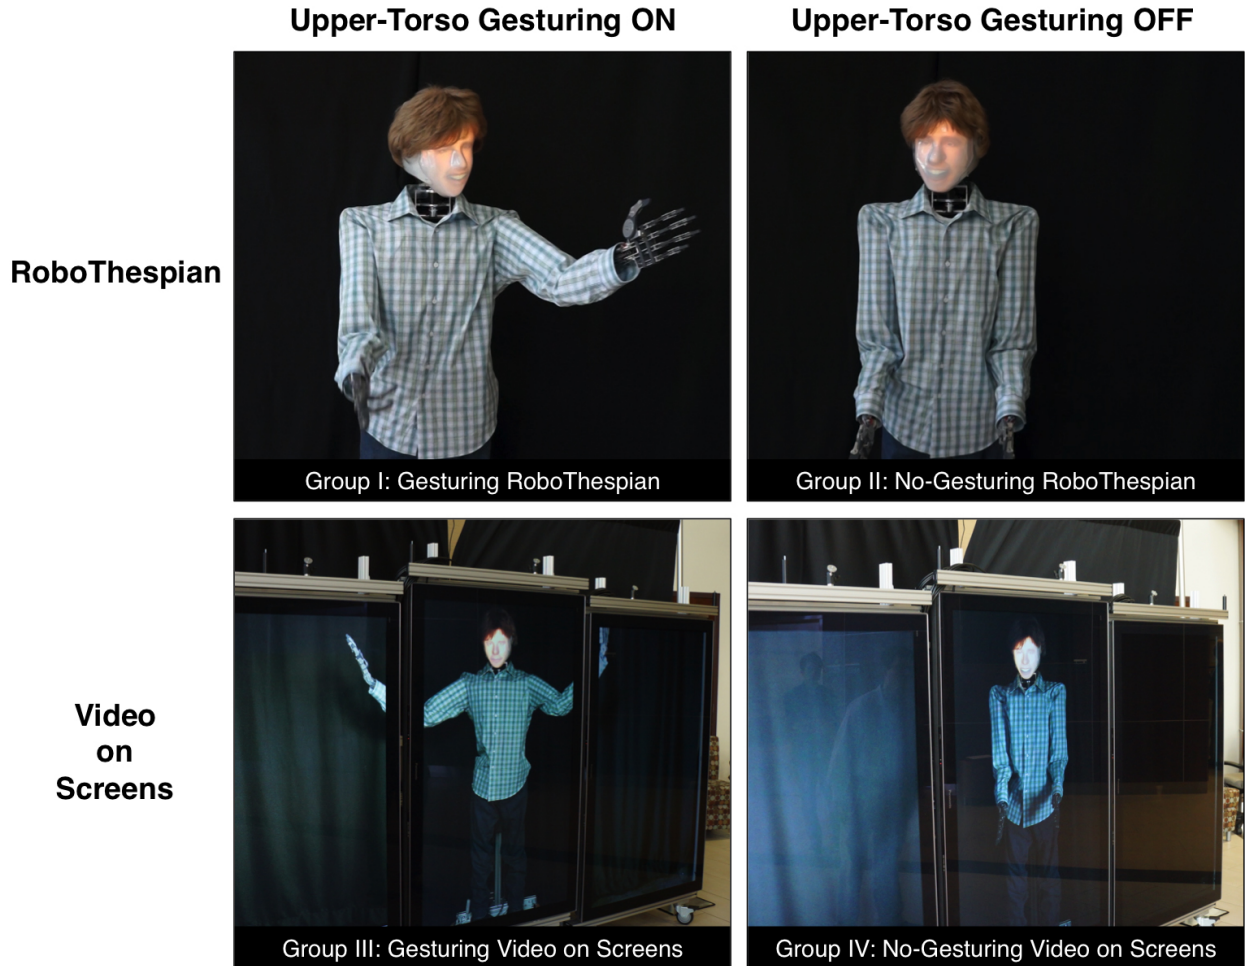 Upper-Torso Gesturing ON
Upper-Torso Gesturing OFF
RoboThespian
Group I: Gesturing RoboThespian
Group II: No-Gesturing RoboThespian
Video
on
Screens
Group III: Gesturing Video on Screens
Group IV: No-Gesturing Video on Screens